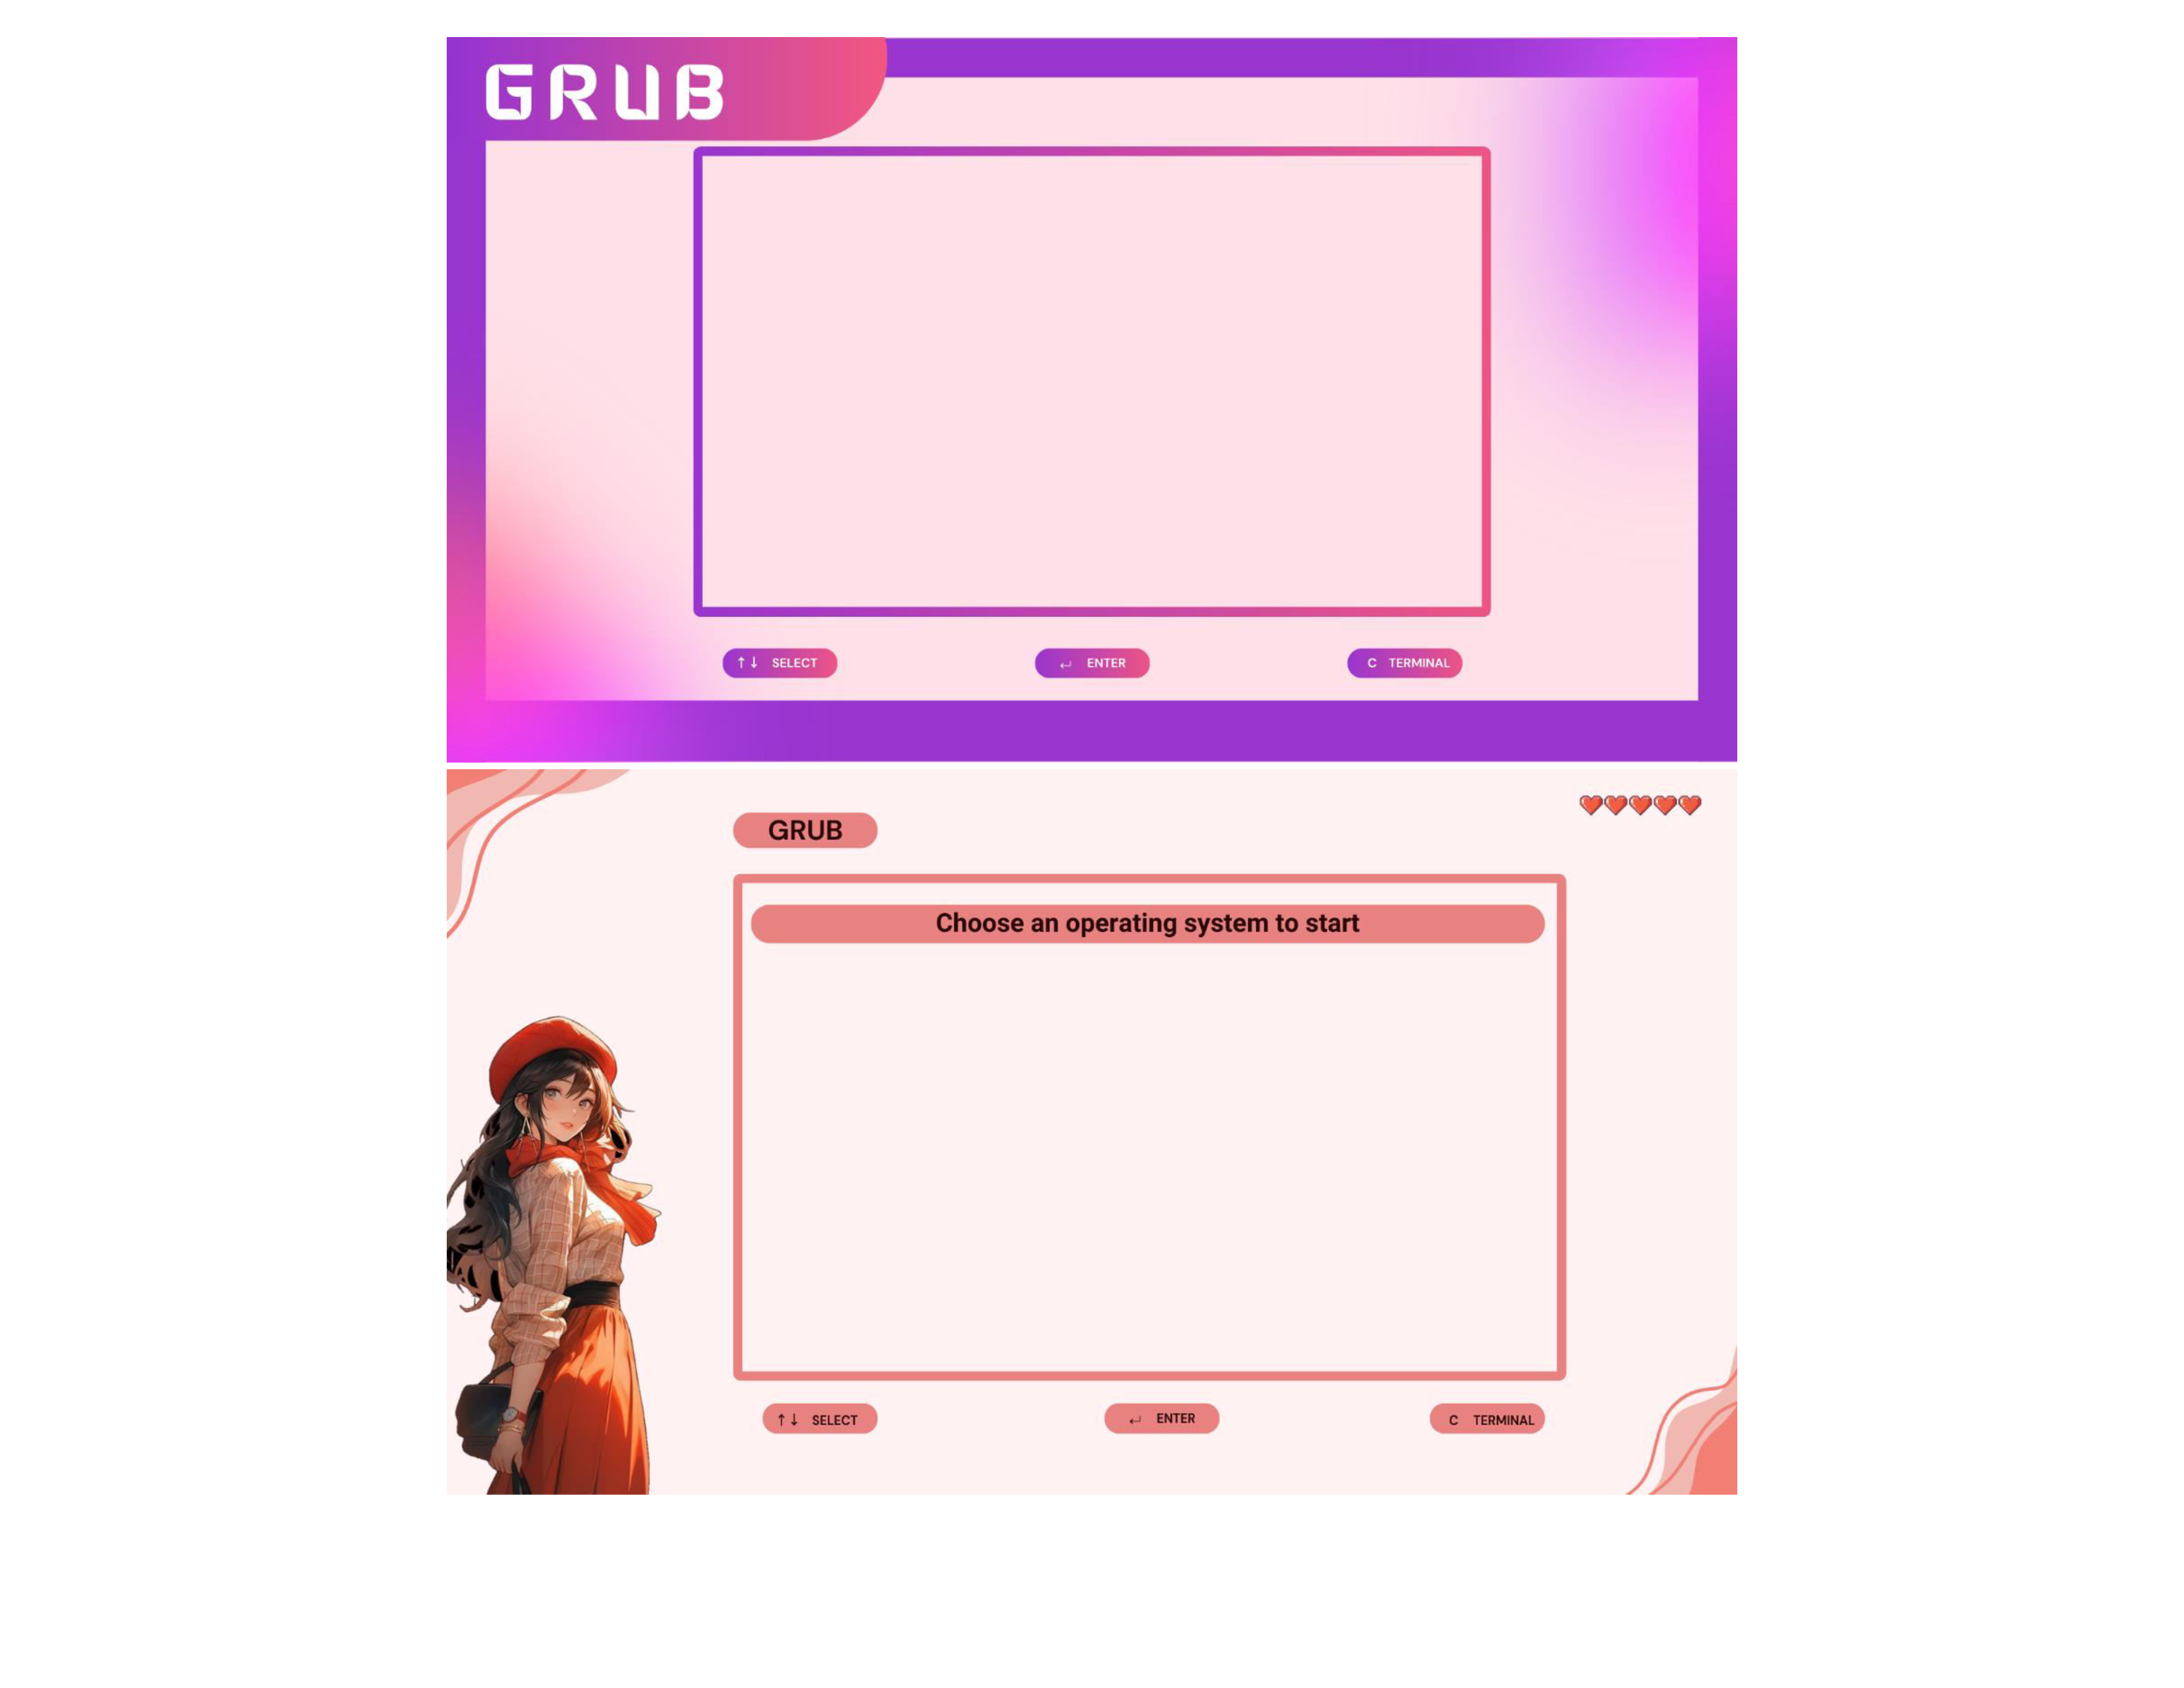 GRUB
↑↓ SELECT
↵ ENTER
C TERMINAL
GRUB
Choose an operating system to start
↑↓ SELECT
↵ ENTER
C TERMINAL